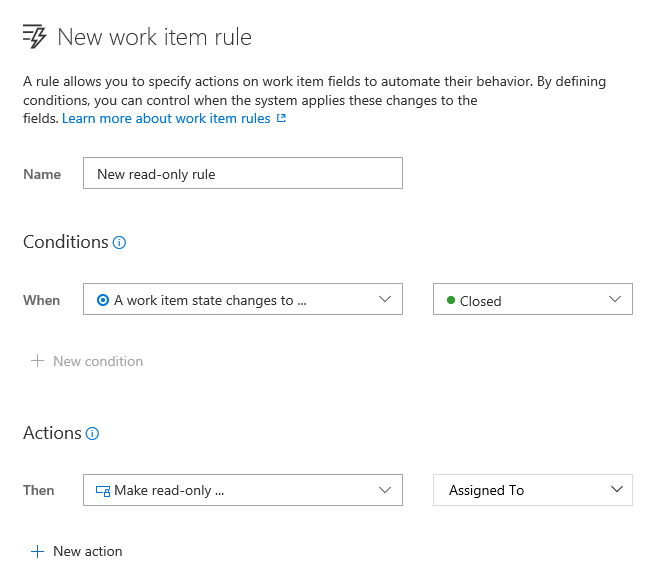 New work item rule
A rule allows you to specify actions on work item fields to automate their behavior. By defining
conditions, you can control when the system applies these changes to the
fields. Learn more about work item rules
Name New read-only rule
Conditions
When A work item state changes to ... Closed
New condition
Actions
Then Make read-only ... Assigned To
New action